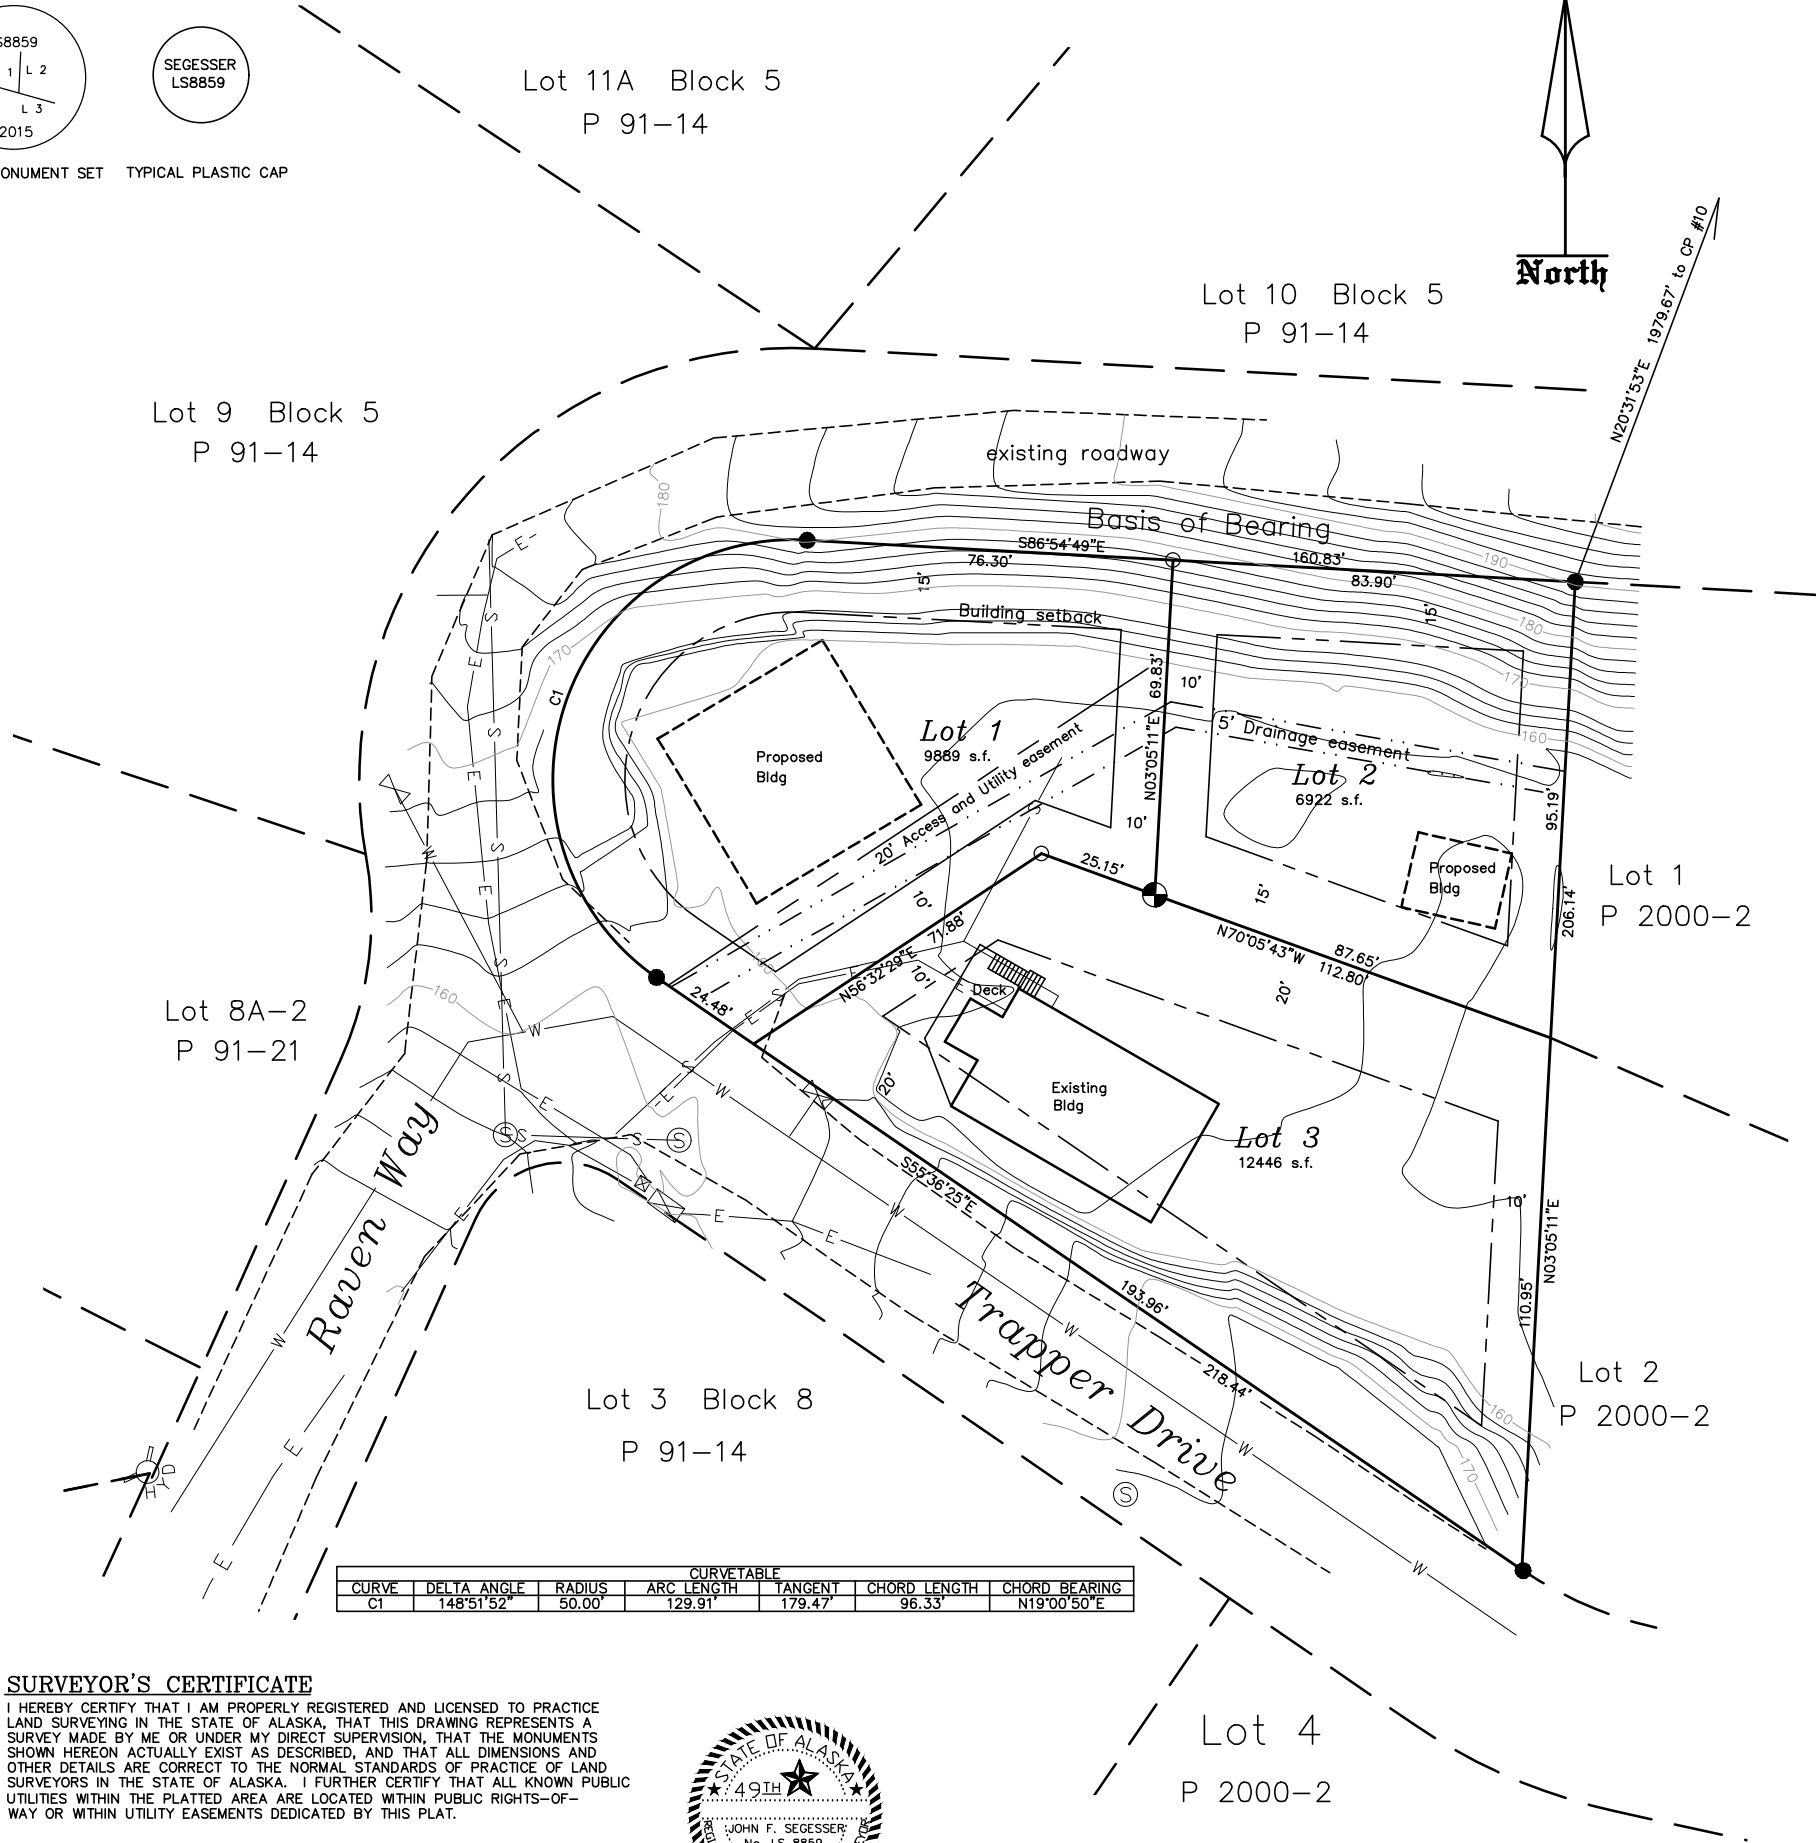 S8859
1 L 2
L 3
2015
ONUMENT SET
SEGESSER
LS8859
TYPICAL PLASTIC CAP
Lot 11A Block 5
P 91-14
Lot 10 Block 5
P 91-14
North
N20°31'53"E 1979.67' to CP #10
Lot 9 Block 5
P 91-14
existing roadway
180
Basis of Bearing
S86°54'49"E
160.83'
76.30'
83.90'
190
15'
15'
Building setback
180
170
170
160
C1
E
S
E
S
E
S
E
S
E
S
E
S
W
Lot 1
9889 s.f.
Proposed
Bldg
20' Access and Utility easement
69.83'
N03°05'11"E
10'
10'
5' Drainage easement
Lot 2
6922 s.f.
Proposed
Bldg
95.19'
206.14'
Lot 1
P 2000-2
25.15'
15'
N70°05'43"W
87.65'
112.80'
20'
10'
71.88'
N56°32'29"E
10'
24.48'
160
160
Deck
Existing
Bldg
20'
Lot 3
12446 s.f.
10'
N03°05'11"E
110.95'
Lot 8A-2
P 91-21
W
W
E
S
E
S
E
S
S
S
S
E
E
E
Raven Way
W
E
E
E
HYD
S55°36'25"E
193.96'
218.44'
W
W
W
W
Trapper Drive
S
160
170
Lot 2
P 2000-2
Lot 3 Block 8
P 91-14
CURVETABLE
CURVE DELTA ANGLE RADIUS ARC LENGTH TANGENT CHORD LENGTH CHORD BEARING
C1 148°51'52" 50.00' 129.91' 179.47' 96.33' N19°00'50"E
SURVEYOR'S CERTIFICATE
I HEREBY CERTIFY THAT I AM PROPERLY REGISTERED AND LICENSED TO PRACTICE
LAND SURVEYING IN THE STATE OF ALASKA, THAT THIS DRAWING REPRESENTS A
SURVEY MADE BY ME OR UNDER MY DIRECT SUPERVISION, THAT THE MONUMENTS
SHOWN HEREON ACTUALLY EXIST AS DESCRIBED, AND THAT ALL DIMENSIONS AND
OTHER DETAILS ARE CORRECT TO THE NORMAL STANDARDS OF PRACTICE OF LAND
SURVEYORS IN THE STATE OF ALASKA. I FURTHER CERTIFY THAT ALL KNOWN PUBLIC
UTILITIES WITHIN THE PLATTED AREA ARE LOCATED WITHIN PUBLIC RIGHTS-OF-
WAY OR WITHIN UTILITY EASEMENTS DEDICATED BY THIS PLAT.
STATE OF ALASKA
49TH
JOHN F. SEGESSER
No. LS 8859
Lot 4
P 2000-2